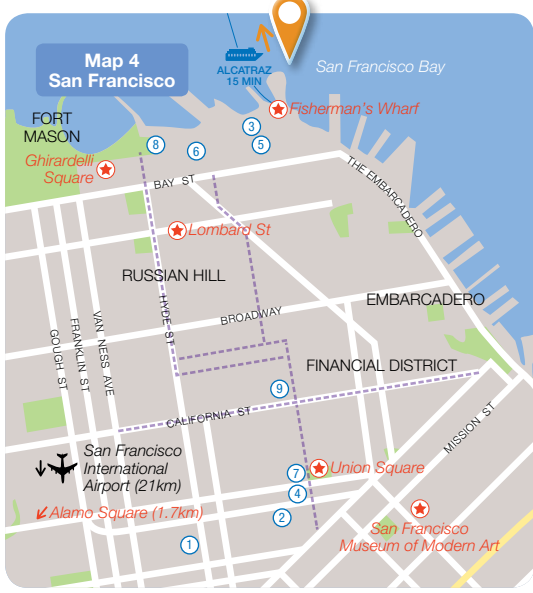 Map 4
San Francisco
ALCATRAZ
15 MIN
San Francisco Bay
Fisherman's Wharf
FORT
MASON
3
8
6
5
Ghirardelli
Square
BAY ST
THE EMBARCADERO
Lombard St
RUSSIAN HILL
HYDE ST
EMBARCADERO
BROADWAY
VAN NESS AVE
FRANKLIN ST
GOUGH ST
FINANCIAL DISTRICT
9
CALIFORNIA ST
MISSION ST
San Francisco
International
Airport (21km)
Union Square
7
4
Alamo Square (1.7km)
2
1
San Francisco
Museum of Modern Art